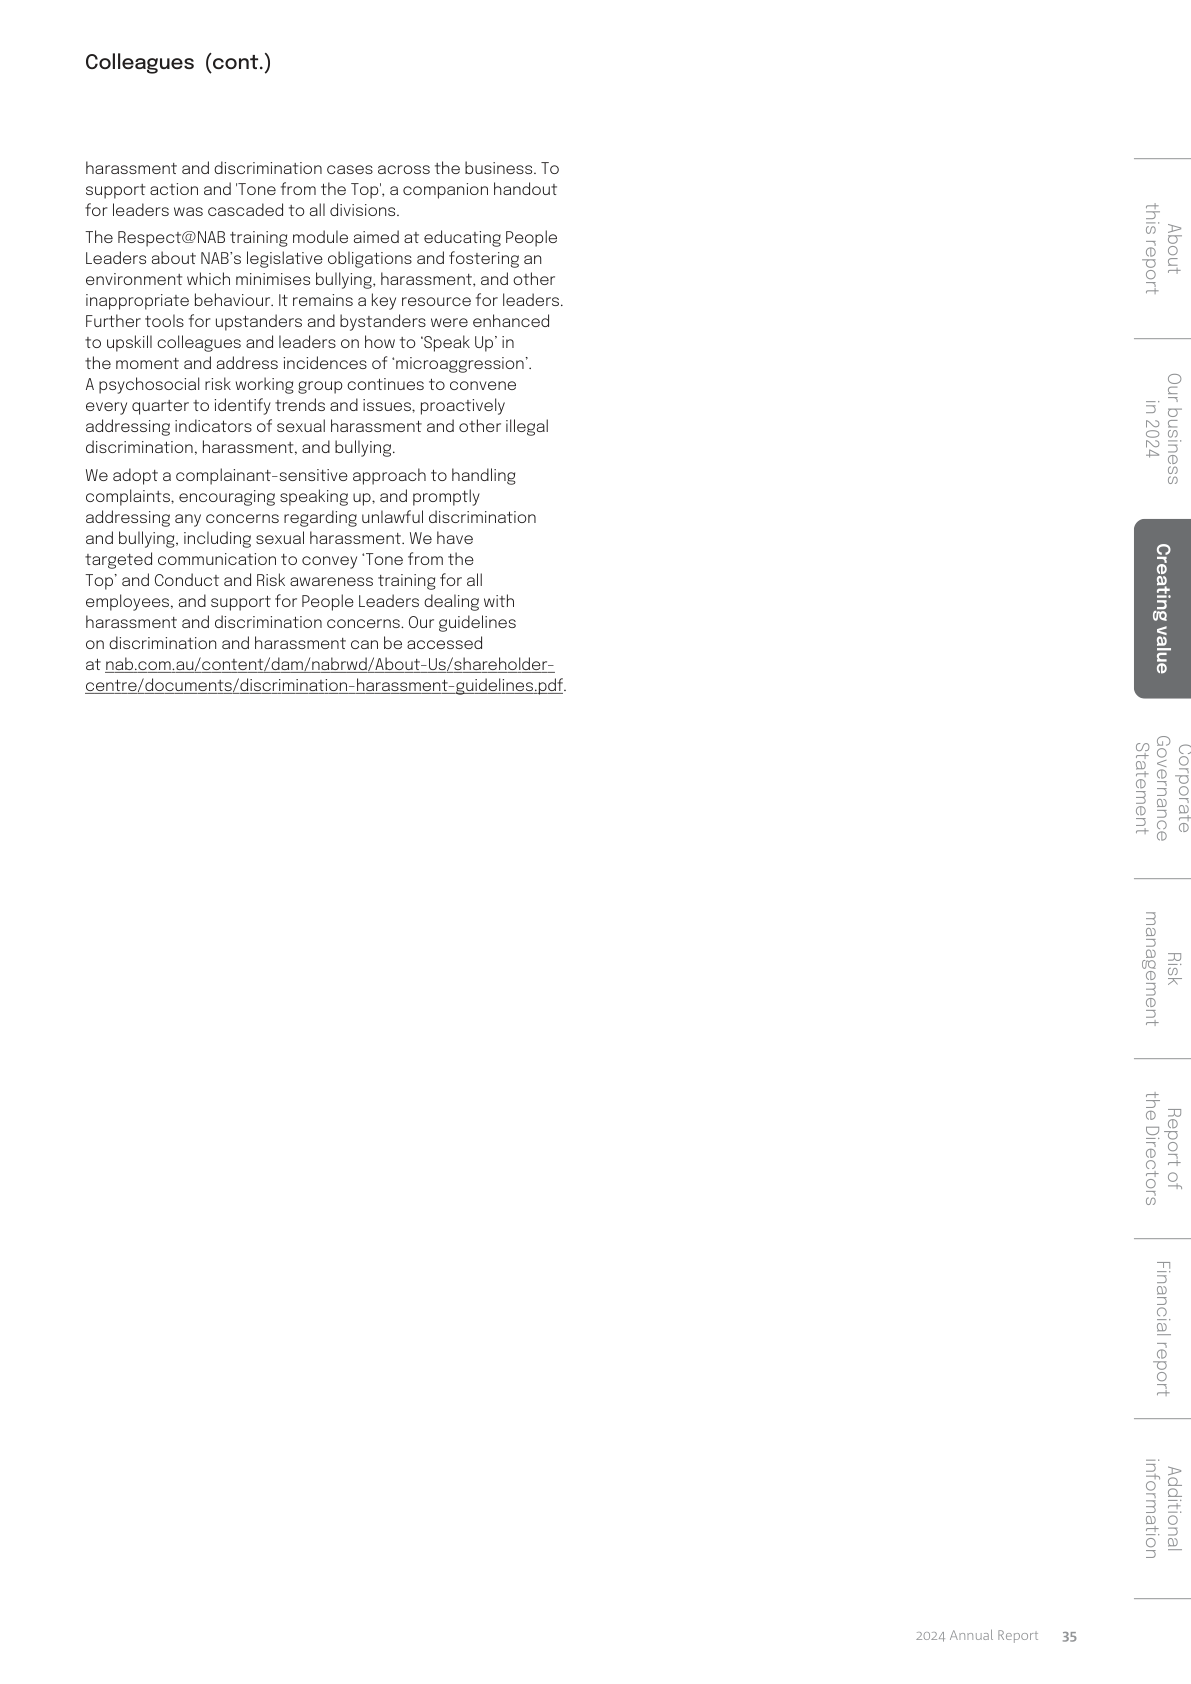 Colleagues (cont.)
harassment and discrimination cases across the business. To
support action and 'Tone from the Top', a companion handout
for leaders was cascaded to all divisions.
The Respect@NAB training module aimed at educating People
Leaders about NAB’s legislative obligations and fostering an
environment which minimises bullying, harassment, and other
inappropriate behaviour. It remains a key resource for leaders.
Further tools for upstanders and bystanders were enhanced
to upskill colleagues and leaders on how to ‘Speak Up’ in
the moment and address incidences of ‘microaggression’.
A psychosocial risk working group continues to convene
every quarter to identify trends and issues, proactively
addressing indicators of sexual harassment and other illegal
discrimination, harassment, and bullying.
We adopt a complainant-sensitive approach to handling
complaints, encouraging speaking up, and promptly
addressing any concerns regarding unlawful discrimination
and bullying, including sexual harassment. We have
targeted communication to convey ‘Tone from the
Top’ and Conduct and Risk awareness training for all
employees, and support for People Leaders dealing with
harassment and discrimination concerns. Our guidelines
on discrimination and harassment can be accessed
at nab.com.au/content/dam/nabrwd/About-Us/shareholder-
centre/documents/discrimination-harassment-guidelines.pdf.
About
this report
Our business
in 2024
Creating value
Corporate
Governance
Statement
Risk
management
Report of
the Directors
Financial report
Additional
information
2024 Annual Report 35